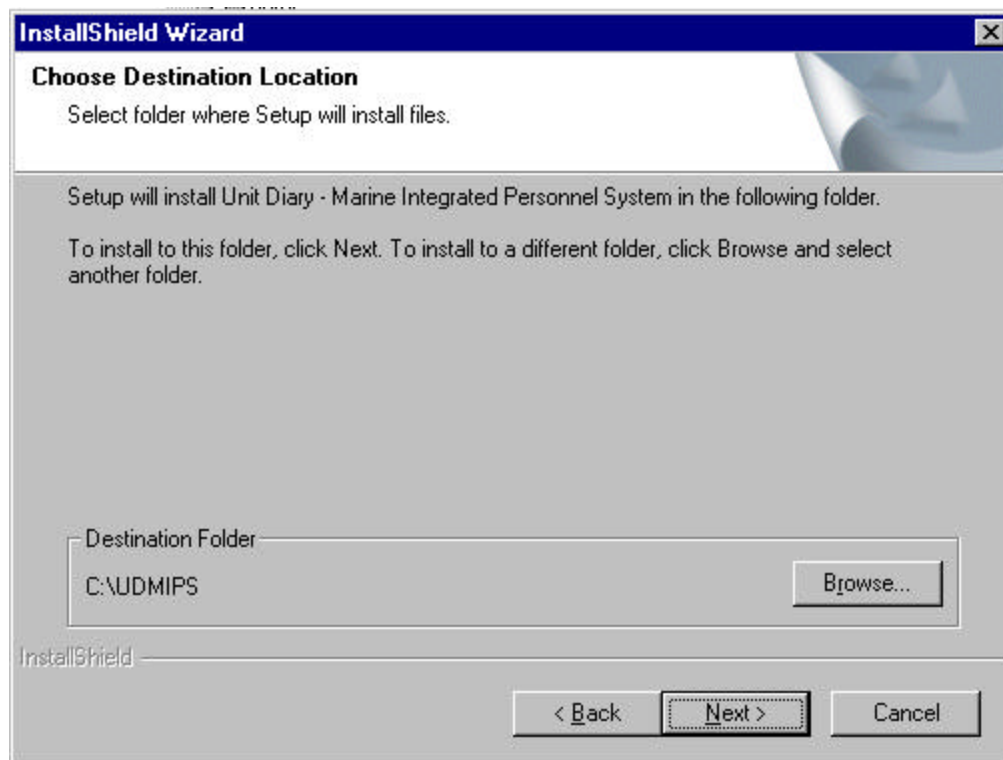 InstallShield Wizard
Choose Destination Location
Select folder where Setup will install files.
Setup will install Unit Diary - Marine Integrated Personnel System in the following folder.
To install to this folder, click Next. To install to a different folder, click Browse and select
another folder.
Destination Folder
C:\UDMIPS
Browse...
InstallShield
< Back
Next >
Cancel